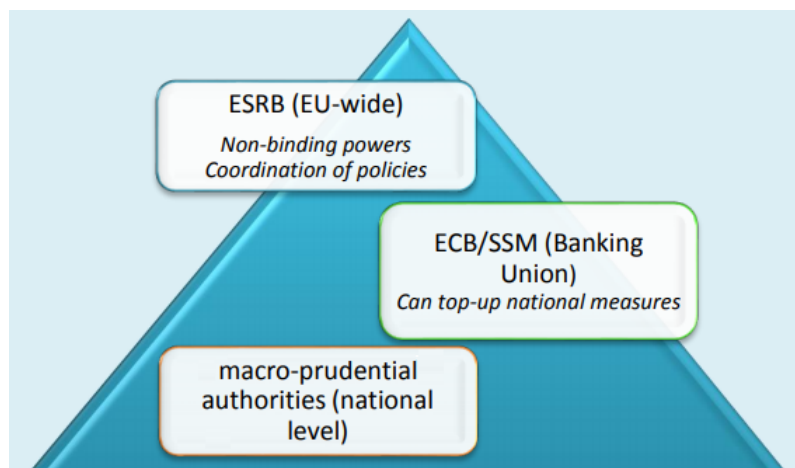 ESRB (EU-wide)
Non-binding powers
Coordination of policies
ECB/SSM (Banking
Union)
Can top-up national measures
macro-prudential
authorities (national
level)